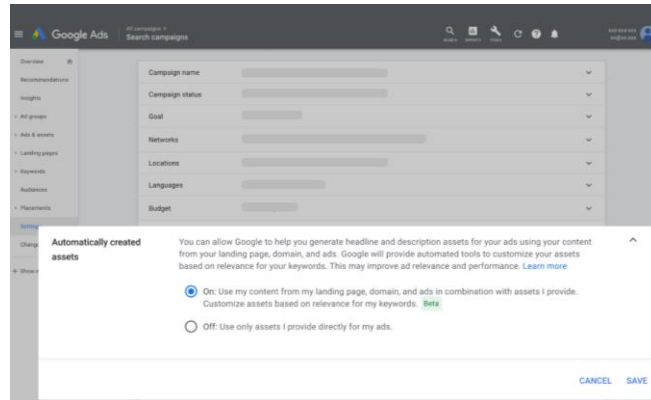 All campaigns >
Google Ads
Search campaigns
SEARCH
REPORTS
TOOLS
Overview
Recommendations
Insights
Ad groups
Ads & assets
Landing pages
Keywords
Audiences
Placements
Campaign name
Campaign status
Goal
Networks
Locations
Languages
Budget
Automatically created
assets
You can allow Google to help you generate headline and description assets for your ads using your content
from your landing page, domain, and ads. Google will provide automated tools to customize your assets
based on relevance for your keywords. This may improve ad relevance and performance. Learn more
On: Use my content from my landing page, domain, and ads in combination with assets I provide.
Customize assets based on relevance for my keywords. Beta
Off: Use only assets I provide directly for my ads.
CANCEL SAVE